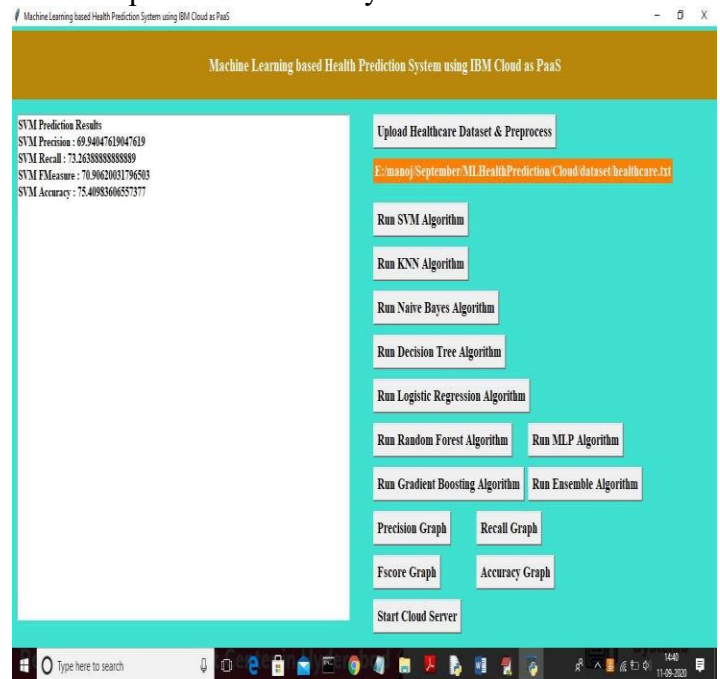 Machine Learning based Health Prediction System using IBM Cloud as PaaS
Machine Learning based Health Prediction System using IBM Cloud as PaaS
SVM Prediction Results
SVM Precision : 69.94047619047619
SVM Recall : 73.26388888888889
SVM FMeasure : 70.90620031796503
SVM Accuracy : 75.40983606557377
Upload Healthcare Dataset & Preprocess
E:/manoj/September/MLHealthPrediction/Cloud/dataset/healthcare.txt
Run SVM Algorithm
Run KNN Algorithm
Run Naive Bayes Algorithm
Run Decision Tree Algorithm
Run Logistic Regression Algorithm
Run Random Forest Algorithm Run MLP Algorithm
Run Gradient Boosting Algorithm Run Ensemble Algorithm
Precision Graph Recall Graph
Fscore Graph Accuracy Graph
Start Cloud Server
Type here to search
14:40
11-09-2020